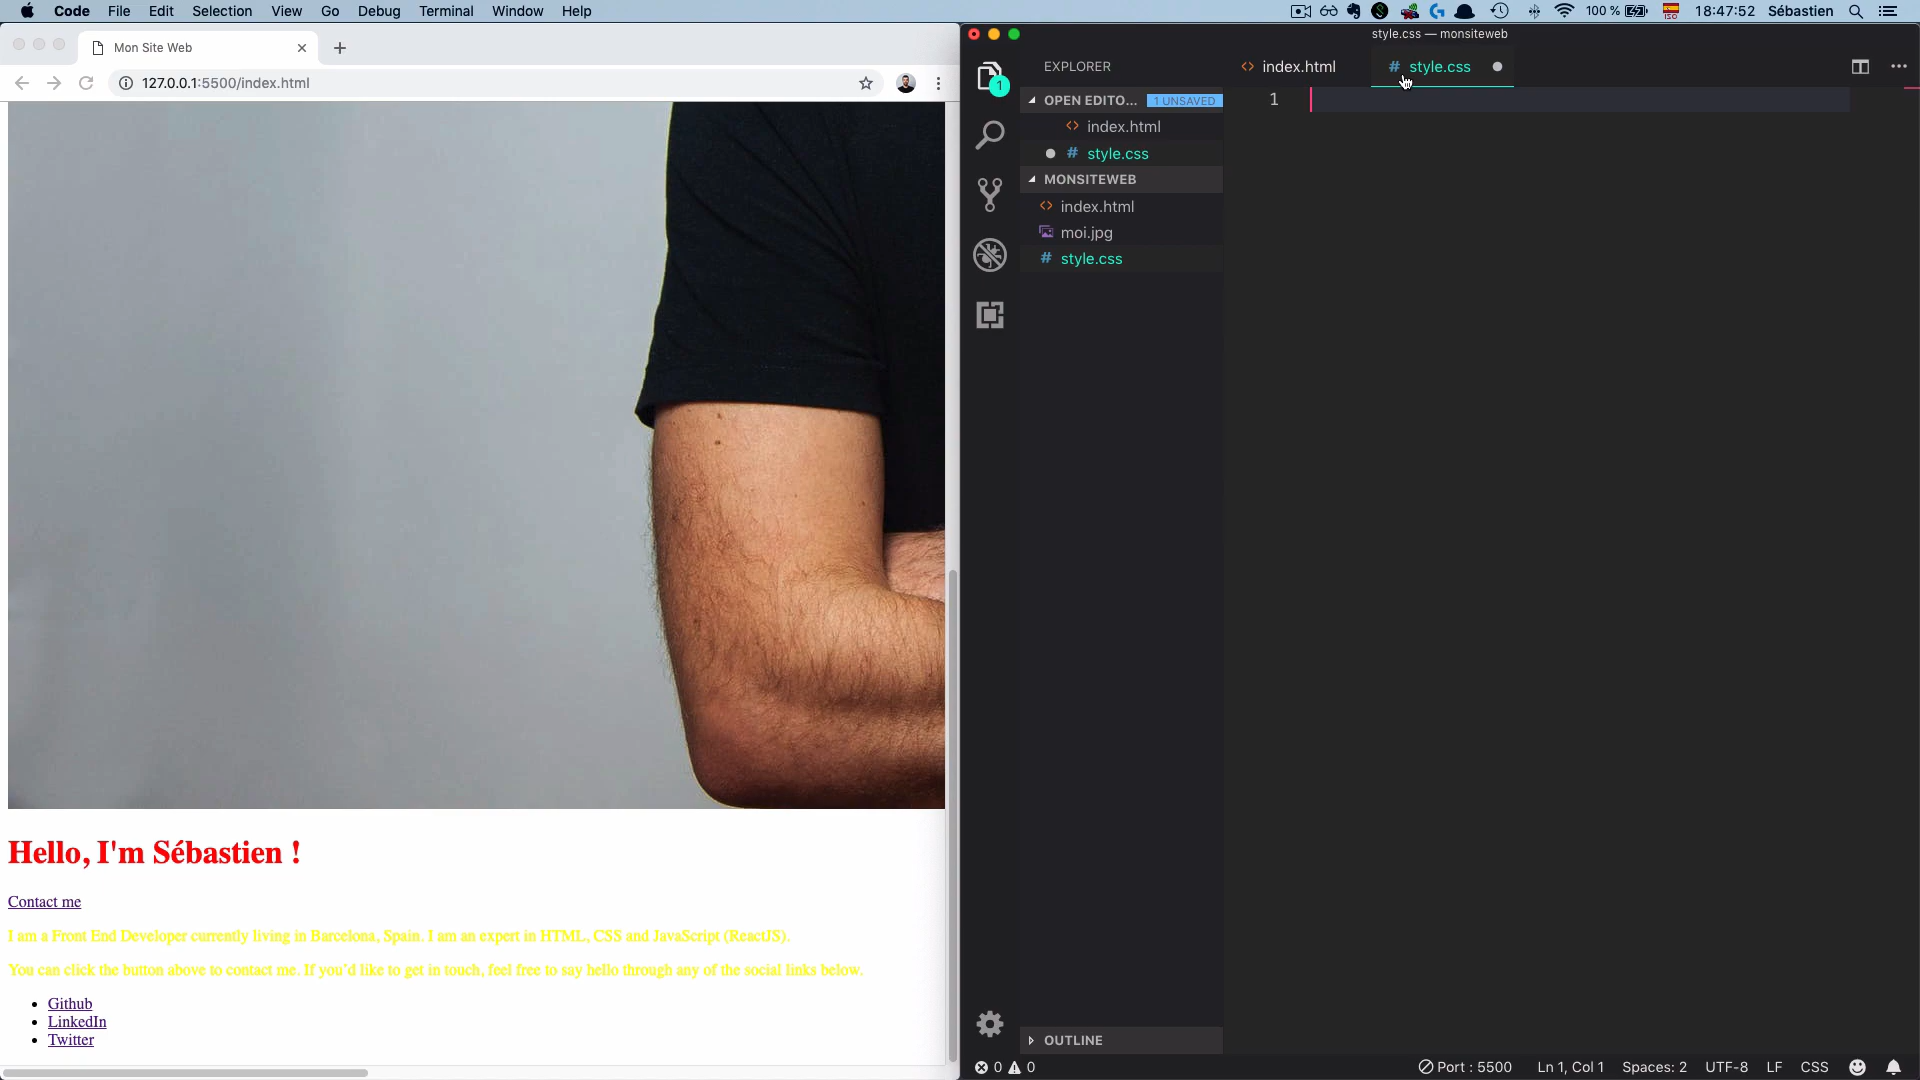 Code File Edit Selection View Go Debug Terminal Window Help
100 % ISO 18:47:52 Sébastien
Mon Site Web
127.0.0.1:5500/index.html
Hello, I'm Sébastien !
Contact me
I am a Front End Developer currently living in Barcelona, Spain. I am an expert in HTML, CSS and JavaScript (ReactJS).
You can click the button above to contact me. If you'd like to get in touch, feel free to say hello through any of the social links below.
• Github
• LinkedIn
• Twitter
style.css — monsiteweb
EXPLORER
<> index.html
# style.css
1
OPEN EDITO... 1 UNSAVED
<> index.html
# style.css
MONSITEWEB
<> index.html
moi.jpg
# style.css
OUTLINE
1
0 0
Port : 5500 Ln 1, Col 1 Spaces: 2 UTF-8 LF CSS